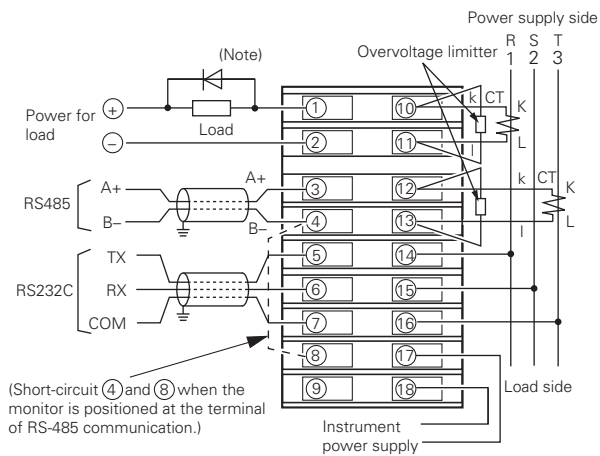 Power supply side
R S T
1 2 3
Overvoltage limitter
(Note)
k CT K
Power for load
+
−
Load
1
2
10
11
l L
RS485
A+
B−
A+
B−
3
4
12
13
k CT K
l L
RS232C
TX
RX
COM
5
6
7
8
9
14
15
16
17
18
(Short-circuit 4 and 8 when the
monitor is positioned at the terminal
of RS-485 communication.)
Load side
Instrument
power supply